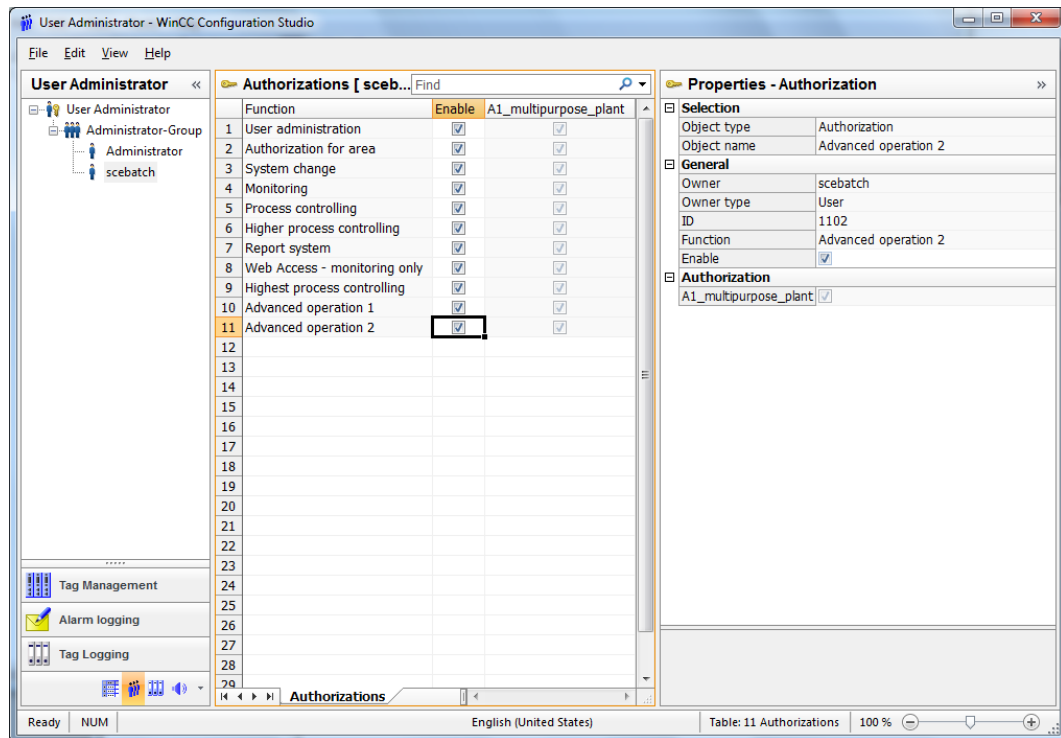 User Administrator - WinCC Configuration Studio
File Edit View Help
User Administrator «
User Administrator
Administrator-Group
Administrator
scebatch
Tag Management
Alarm logging
Tag Logging
Authorizations [ sceb... Find
Function Enable A1_multipurpose_plant
1 User administration
2 Authorization for area
3 System change
4 Monitoring
5 Process controlling
6 Higher process controlling
7 Report system
8 Web Access - monitoring only
9 Highest process controlling
10 Advanced operation 1
11 Advanced operation 2
12
13
14
15
16
17
18
19
20
21
22
23
24
25
26
27
28
29
Authorizations
Properties - Authorization »
Selection
Object type Authorization
Object name Advanced operation 2
General
Owner scebatch
Owner type User
ID 1102
Function Advanced operation 2
Enable
Authorization
A1_multipurpose_plant
Ready NUM English (United States) Table: 11 Authorizations 100 %